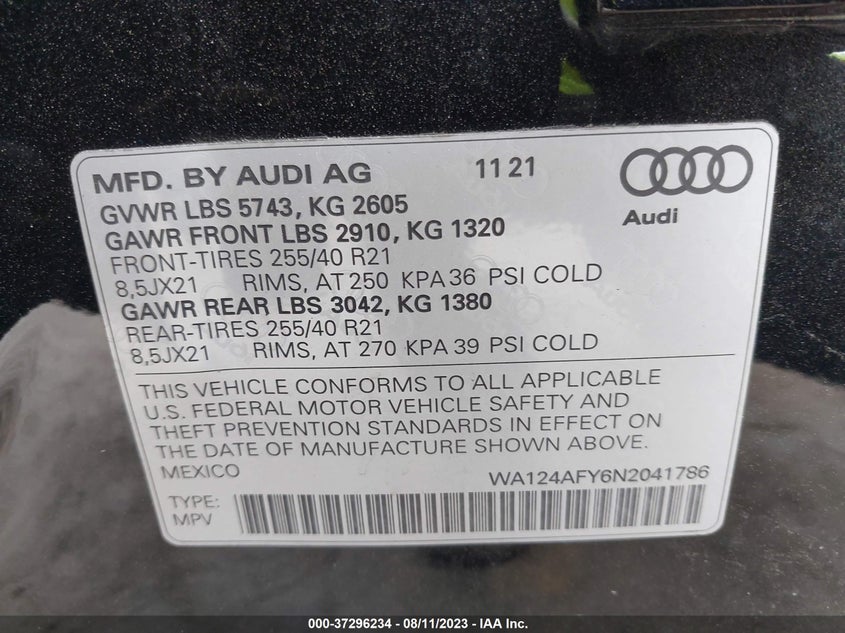 MFD. BY AUDI AG 11 21
Audi
GVWR LBS 5743, KG 2605
GAWR FRONT LBS 2910, KG 1320
FRONT-TIRES 255/40 R21
8,5JX21 RIMS, AT 250 KPA 36 PSI COLD
GAWR REAR LBS 3042, KG 1380
REAR-TIRES 255/40 R21
8,5JX21 RIMS, AT 270 KPA 39 PSI COLD
THIS VEHICLE CONFORMS TO ALL APPLICABLE
U.S. FEDERAL MOTOR VEHICLE SAFETY AND
THEFT PREVENTION STANDARDS IN EFFECT ON
THE DATE OF MANUFACTURE SHOWN ABOVE.
MEXICO WA124AFY6N2041786
TYPE:
MPV
000-37296234 - 08/11/2023 - IAA Inc.